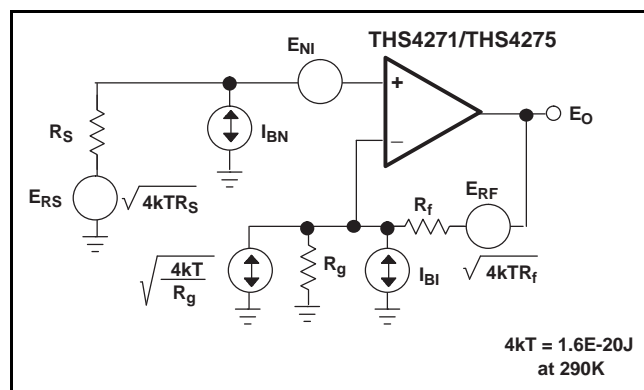 THS4271/THS4275
E_NI
+
_
E_O
R_S
I_BN
E_RS
√4kTR_S
R_f
E_RF
√4kTR_f
√4kT/R_g
R_g
I_BI
4kT = 1.6E-20J
at 290K